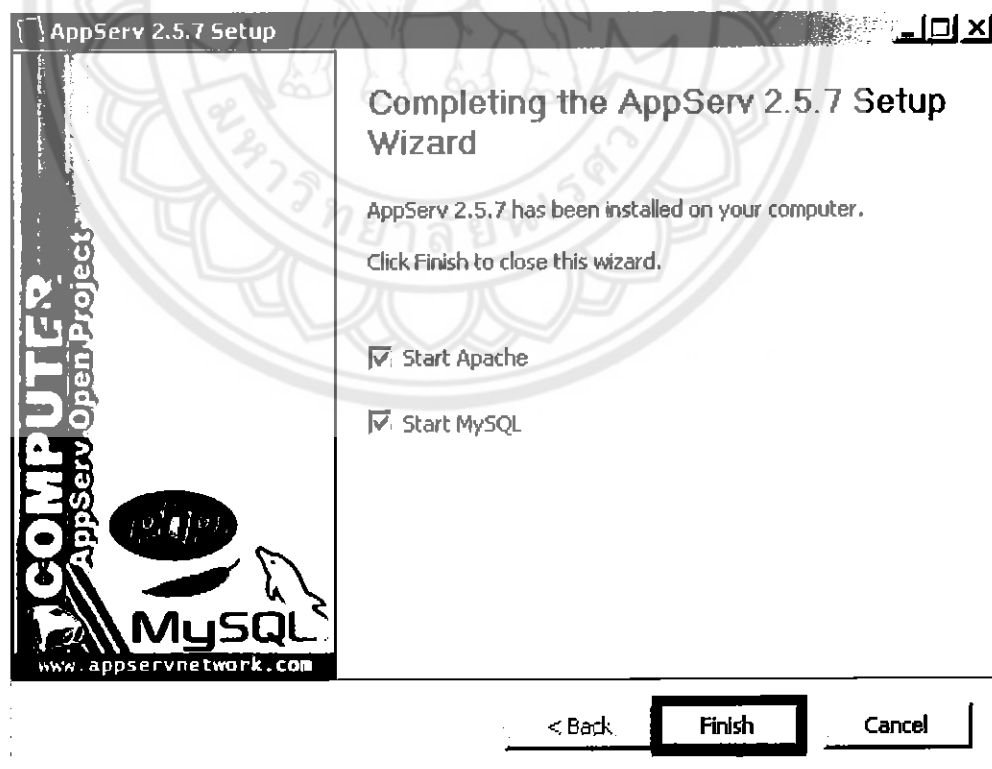 AppServ 2.5.7 Setup
Completing the AppServ 2.5.7 Setup
Wizard
AppServ 2.5.7 has been installed on your computer.
Click Finish to close this wizard.
Start Apache
Start MySQL
COMPUTER
AppServ Open Project
php
MySQL
www.appservnetwork.com
< Back
Finish
Cancel